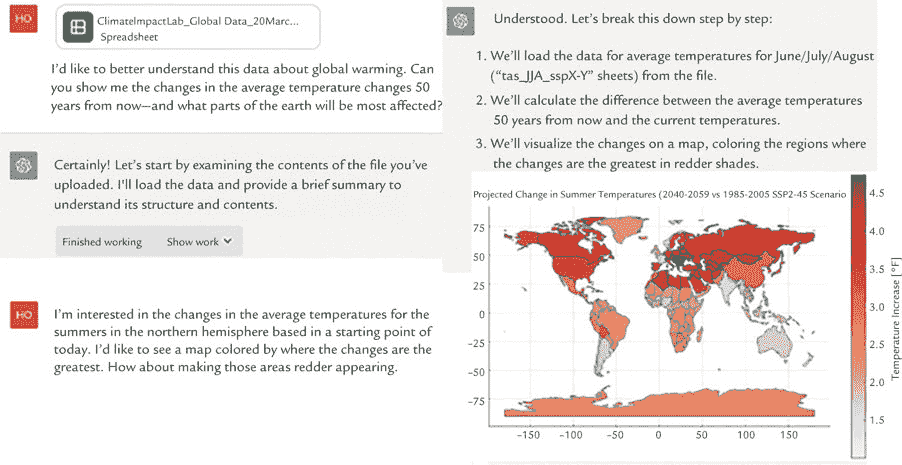 HO
ClimateImpactLab_Global Data_20Marc...
Spreadsheet
I'd like to better understand this data about global warming. Can
you show me the changes in the average temperature changes 50
years from now—and what parts of the earth will be most affected?
Certainly! Let's start by examining the contents of the file you've
uploaded. I'll load the data and provide a brief summary to
understand its structure and contents.
Finished working Show work
HO
I'm interested in the changes in the average temperatures for the
summers in the northern hemisphere based in a starting point of
today. I'd like to see a map colored by where the changes are the
greatest. How about making those areas redder appearing.
Understood. Let's break this down step by step:
1. We'll load the data for average temperatures for June/July/August
("tas_JJA_sspX-Y" sheets) from the file.
2. We'll calculate the difference between the average temperatures
50 years from now and the current temperatures.
3. We'll visualize the changes on a map, coloring the regions where
the changes are the greatest in redder shades.
Projected Change in Summer Temperatures (2040-2059 vs 1985-2005 SSP2-45 Scenario
75
50
25
0
−25
−50
−75
−150 −100 −50 0 50 100 150
4.5
4.0
3.5
3.0
2.5
2.0
1.5
Temperature Increase [°F]